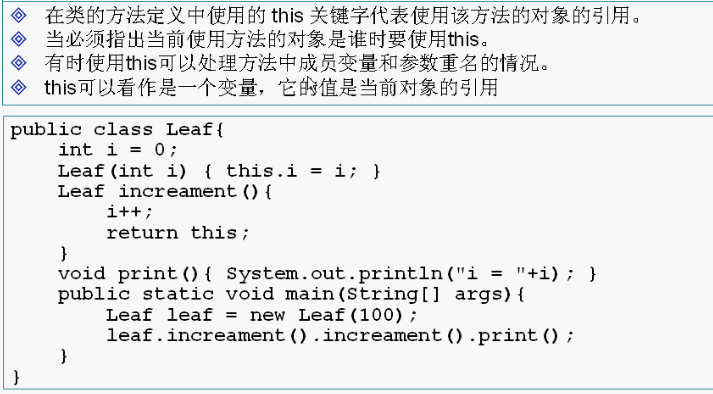 在类的方法定义中使用的 this 关键字代表使用该方法的对象的引用。
当必须指出当前使用方法的对象是谁时要使用this。
有时使用this可以处理方法中成员变量和参数重名的情况。
this可以看作是一个变量，它的值是当前对象的引用
public class Leaf{
    int i = 0;
    Leaf(int i) { this.i = i; }
    Leaf increament(){
        i++;
        return this;
    }
    void print(){ System.out.println("i = "+i); }
    public static void main(String[] args){
        Leaf leaf = new Leaf(100);
        leaf.increament().increament().print();
    }
}